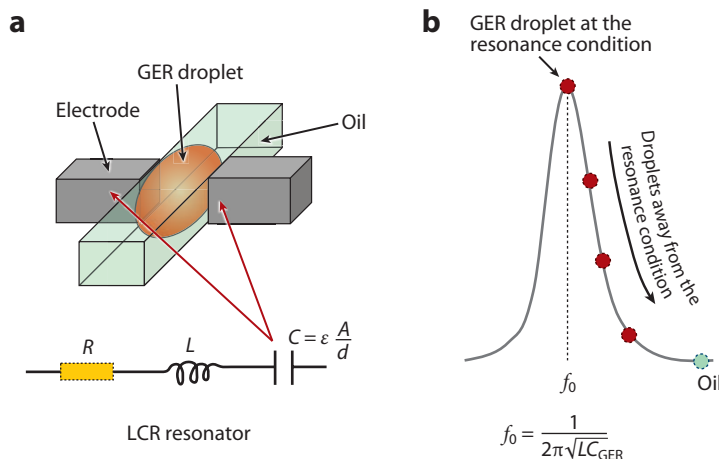 a
GER droplet
Electrode
Oil
R
L
C = ε A/d
LCR resonator
b
GER droplet at the
resonance condition
Droplets away from the
resonance condition
Oil
f₀
f₀ = 1/(2π√LC_GER)